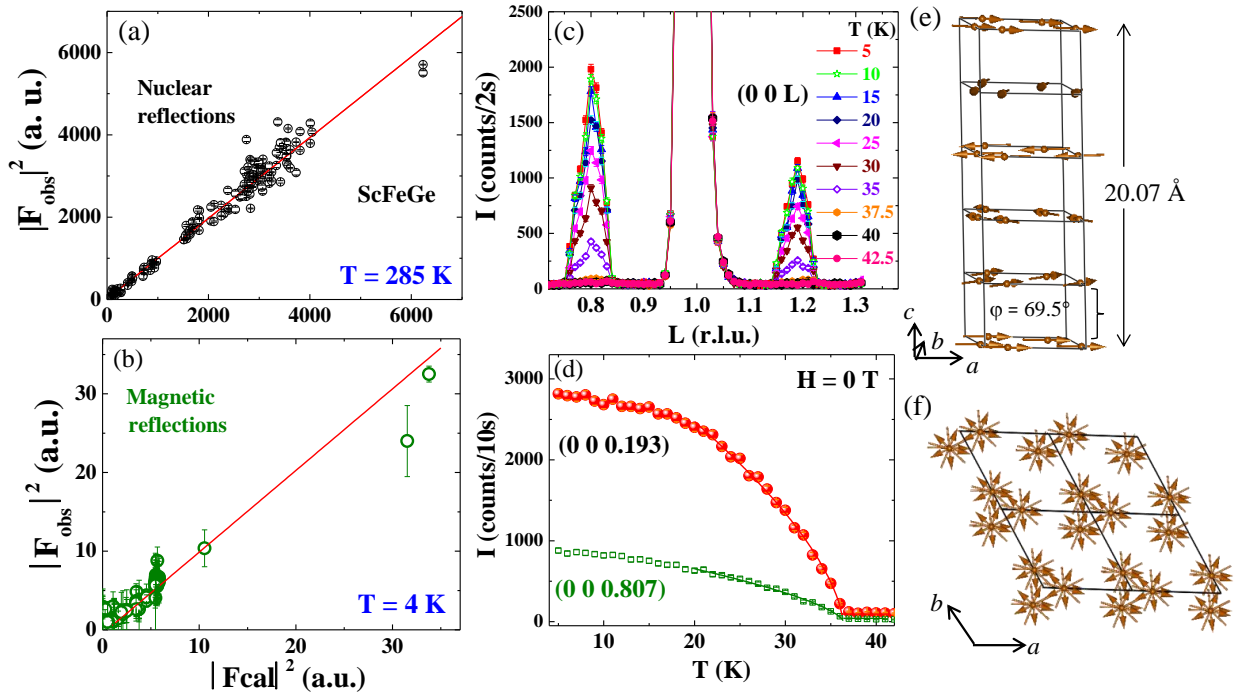 (a)
|F_obs|² (a. u.)
6000
4000
2000
0
Nuclear
reflections
ScFeGe
T = 285 K
0 2000 4000 6000
(b)
|F_obs|² (a.u.)
30
20
10
0
Magnetic
reflections
T = 4 K
0 10 20 30
|Fcal|² (a.u.)
(c)
I (counts/2s)
2500
2000
1500
1000
500
0
(0 0 L)
T (K)
5
10
15
20
25
30
35
37.5
40
42.5
0.8 0.9 1.0 1.1 1.2 1.3
L (r.l.u.)
(d)
H = 0 T
I (counts/10s)
3000
2000
1000
0
(0 0 0.193)
(0 0 0.807)
10 20 30 40
T (K)
(e)
20.07 Å
φ = 69.5°
c
b
a
(f)
b
a